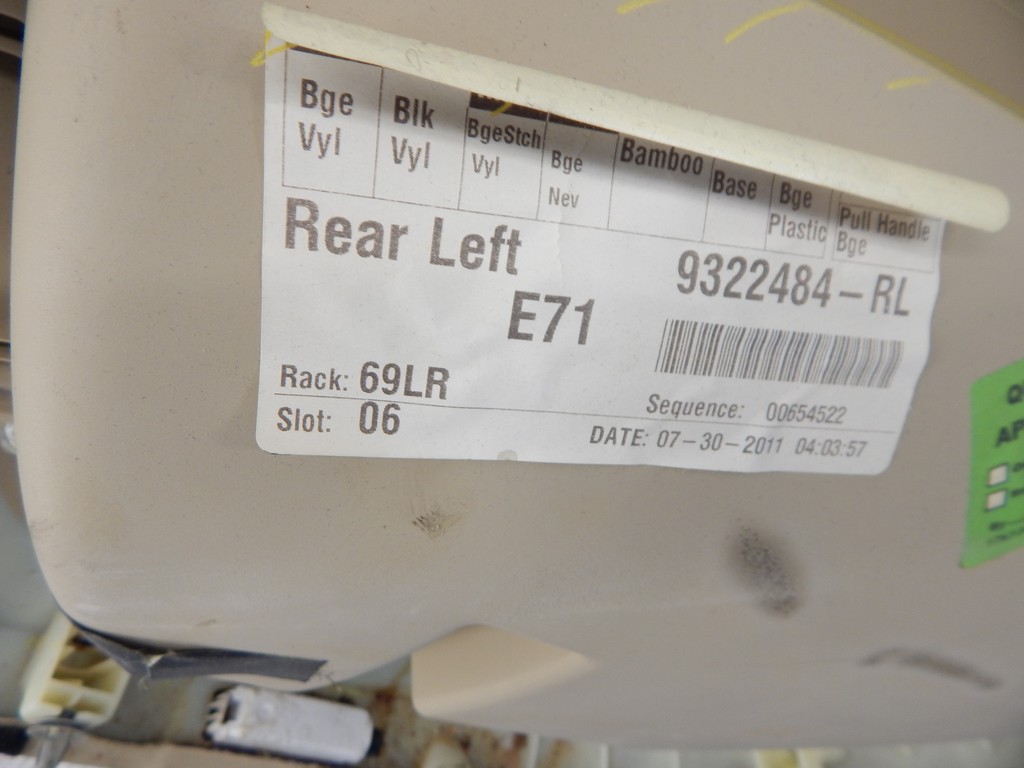 Bge Vyl
Blk Vyl
BgeStch Vyl
Bge Nev
Bamboo
Base
Bge Plastic
Pull Handle Bge
Rear Left
9322484-RL
E71
Rack: 69LR
Slot: 06
Sequence: 00654522
DATE: 07-30-2011 04:03:57